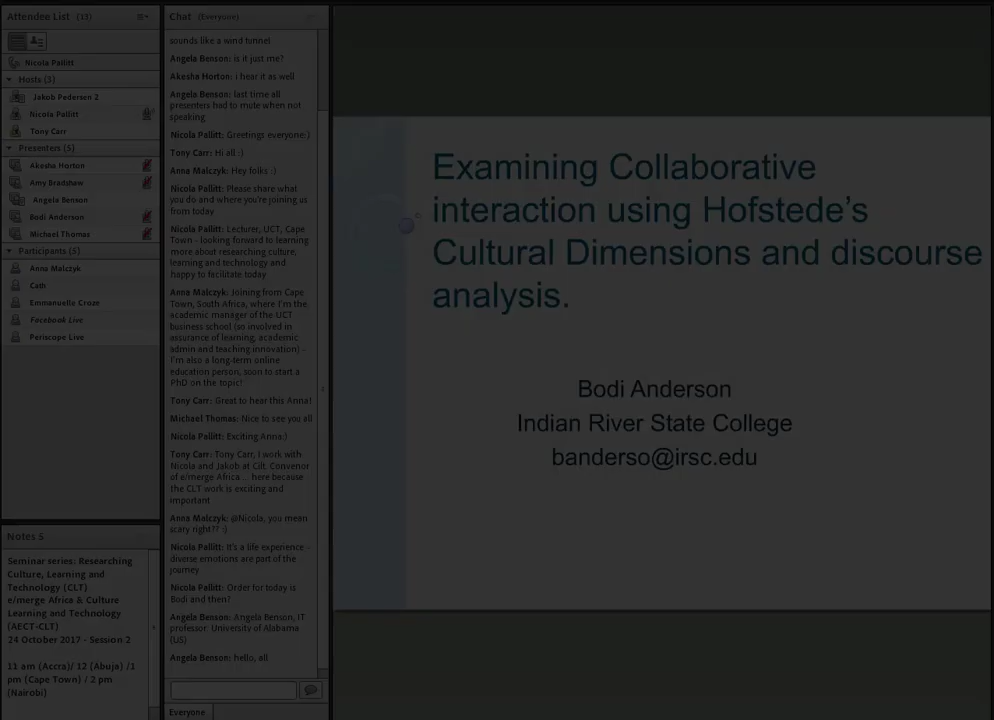 Attendee List (13)
Nicola Pallitt
Hosts (3)
Jakob Pedersen 2
Nicola Pallitt
Tony Carr
Presenters (5)
Akesha Horton
Amy Bradshaw
Angela Benson
Bodi Anderson
Michael Thomas
Participants (5)
Anna Malczyk
Cath
Emmanuelle Croze
Facebook Live
Periscope Live
Notes 5
Seminar series: Researching
Culture, Learning and
Technology (CLT)
e/merge Africa & Culture
Learning and Technology
(AECT-CLT)
24 October 2017 - Session 2
11 am (Accra)/ 12 (Abuja) /1
pm (Cape Town) / 2 pm
(Nairobi)
Chat (Everyone)
sounds like a wind tunnel
Angela Benson: is it just me?
Akesha Horton: i hear it as well
Angela Benson: last time all
presenters had to mute when not
speaking
Nicola Pallitt: Greetings everyone:)
Tony Carr: Hi all :)
Anna Malczyk: Hey folks :)
Nicola Pallitt: Please share what
you do and where you're joining us
from today
Nicola Pallitt: Lecturer, UCT, Cape
Town - looking forward to learning
more about researching culture,
learning and technology and
happy to facilitate today
Anna Malczyk: Joining from Cape
Town, South Africa, where I'm the
academic manager of the UCT
business school (so involved in
assurance of learning, academic
admin and teaching innovation) -
I'm also a long-term online
education person, soon to start a
PhD on the topic!
Tony Carr: Great to hear this Anna!
Michael Thomas: Nice to see you all
Nicola Pallitt: Exciting Anna;)
Tony Carr: Tony Carr, I work with
Nicola and Jakob at Cilt. Convenor
of e/merge Africa ... here because
the CLT work is exciting and
important
Anna Malczyk: @Nicola, you mean
scary right?? :)
Nicola Pallitt: It's a life experience -
diverse emotions are part of the
journey
Nicola Pallitt: Order for today is
Bodi and then?
Angela Benson: Angela Benson, IT
professor. University of Alabama
(US)
Angela Benson: hello, all
Everyone
Examining Collaborative
interaction using Hofstede's
Cultural Dimensions and discourse
analysis.
Bodi Anderson
Indian River State College
banderso@irsc.edu